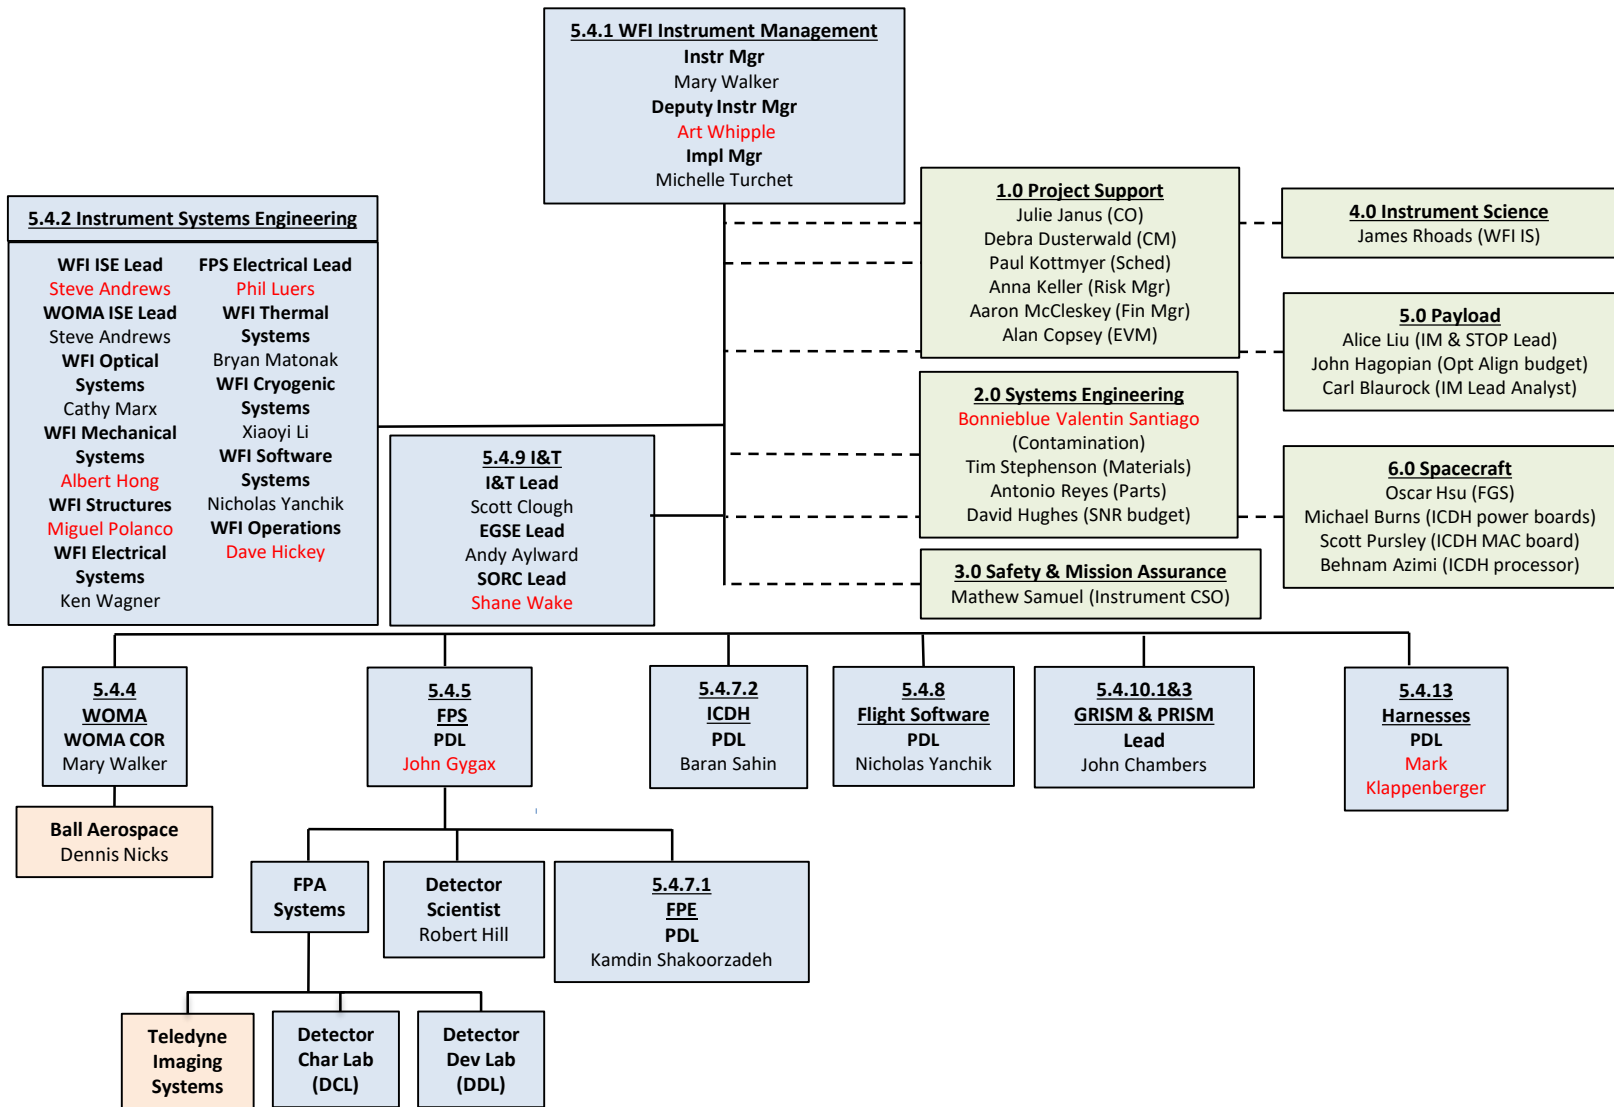 5.4.1 WFI Instrument Management
Instr Mgr
Mary Walker
Deputy Instr Mgr
Art Whipple
Impl Mgr
Michelle Turchet
5.4.2 Instrument Systems Engineering
WFI ISE Lead
Steve Andrews
WOMA ISE Lead
Steve Andrews
WFI Optical
Systems
Cathy Marx
WFI Mechanical
Systems
Albert Hong
WFI Structures
Miguel Polanco
WFI Electrical
Systems
Ken Wagner
FPS Electrical Lead
Phil Luers
WFI Thermal
Systems
Bryan Matonak
WFI Cryogenic
Systems
Xiaoyi Li
WFI Software
Systems
Nicholas Yanchik
WFI Operations
Dave Hickey
5.4.9 I&T
I&T Lead
Scott Clough
EGSE Lead
Andy Aylward
SORC Lead
Shane Wake
1.0 Project Support
Julie Janus (CO)
Debra Dusterwald (CM)
Paul Kottmyer (Sched)
Anna Keller (Risk Mgr)
Aaron McCleskey (Fin Mgr)
Alan Copsey (EVM)
2.0 Systems Engineering
Bonnieblue Valentin Santiago
(Contamination)
Tim Stephenson (Materials)
Antonio Reyes (Parts)
David Hughes (SNR budget)
3.0 Safety & Mission Assurance
Mathew Samuel (Instrument CSO)
4.0 Instrument Science
James Rhoads (WFI IS)
5.0 Payload
Alice Liu (IM & STOP Lead)
John Hagopian (Opt Align budget)
Carl Blaurock (IM Lead Analyst)
6.0 Spacecraft
Oscar Hsu (FGS)
Michael Burns (ICDH power boards)
Scott Pursley (ICDH MAC board)
Behnam Azimi (ICDH processor)
5.4.4
WOMA
WOMA COR
Mary Walker
5.4.5
FPS
PDL
John Gygax
5.4.7.2
ICDH
PDL
Baran Sahin
5.4.8
Flight Software
PDL
Nicholas Yanchik
5.4.10.1&3
GRISM & PRISM
Lead
John Chambers
5.4.13
Harnesses
PDL
Mark
Klappenberger
Ball Aerospace
Dennis Nicks
FPA
Systems
Detector
Scientist
Robert Hill
5.4.7.1
FPE
PDL
Kamdin Shakoorzadeh
Teledyne
Imaging
Systems
Detector
Char Lab
(DCL)
Detector
Dev Lab
(DDL)